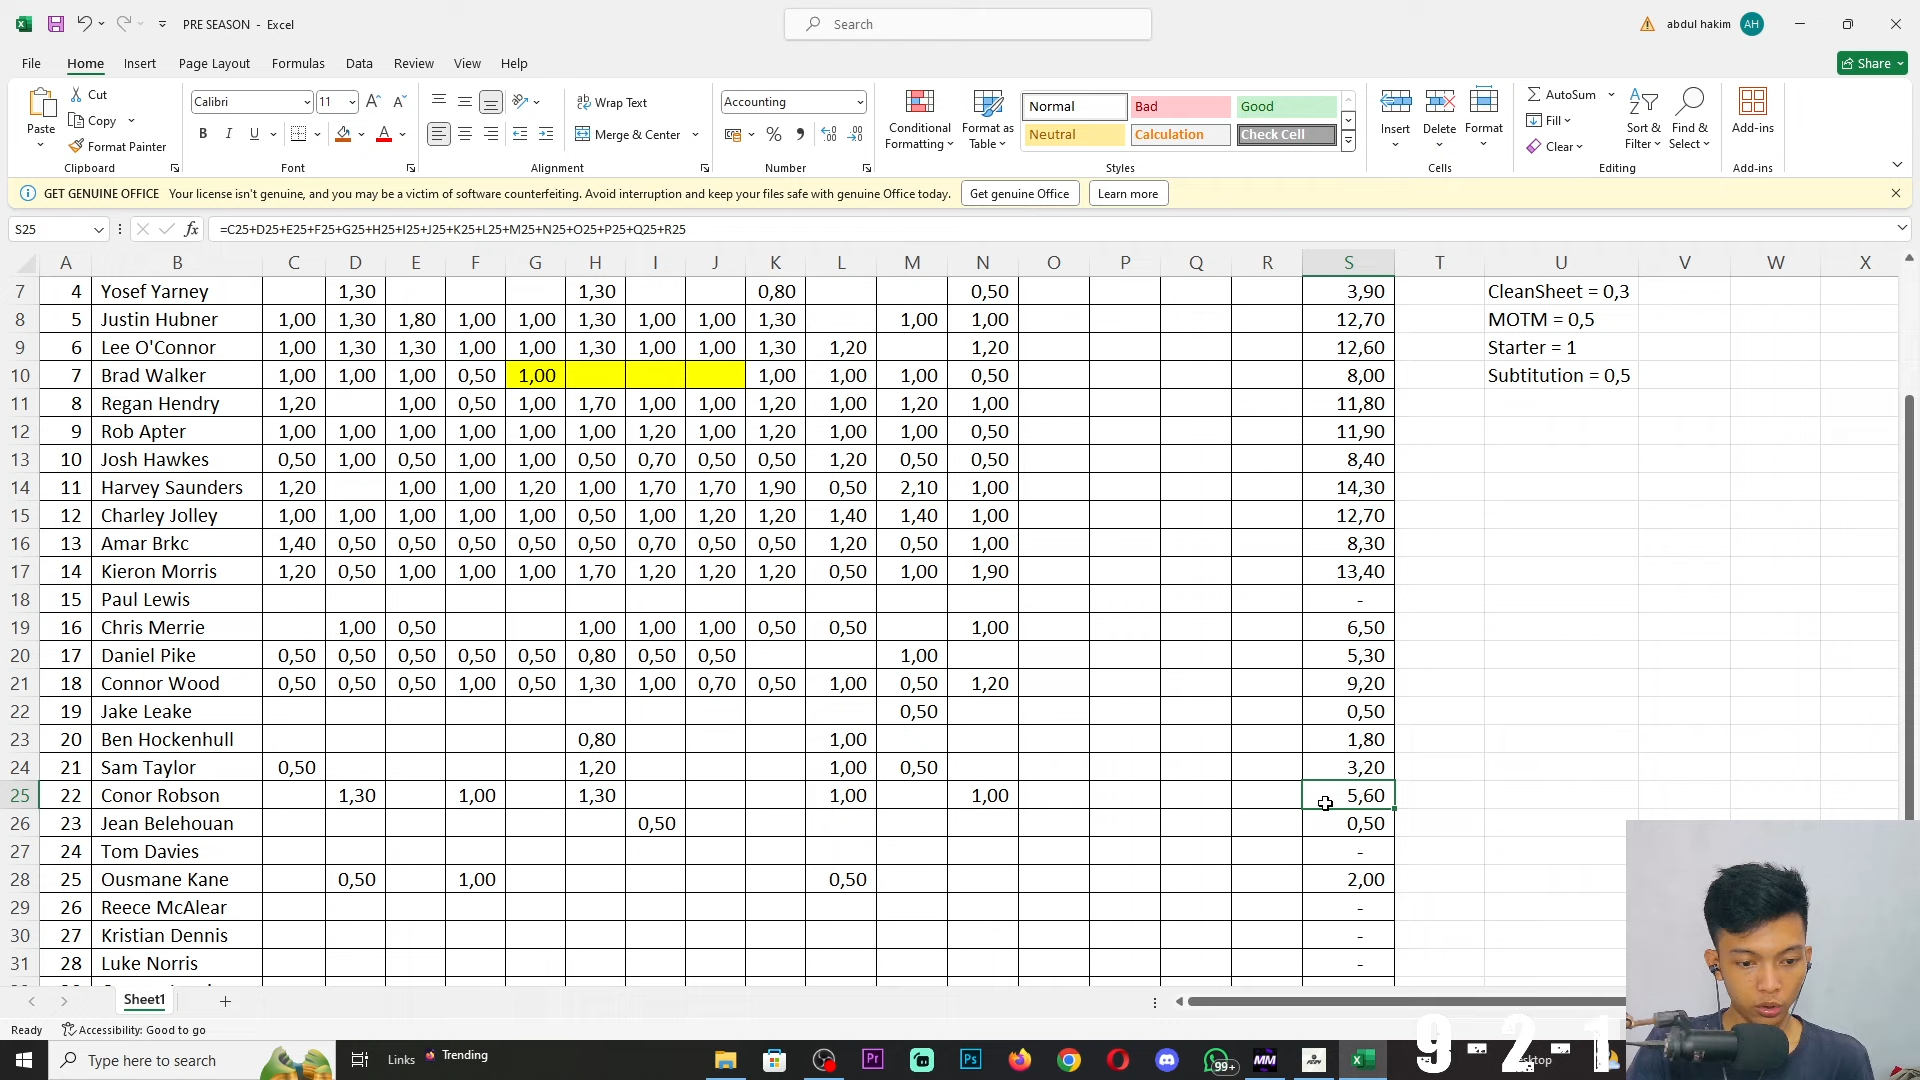 PRE SEASON - Excel
Search
abdul hakim
AH
File Home Insert Page Layout Formulas Data Review View Help
Share
Paste
Cut
Copy
Format Painter
Clipboard
Calibri 11
B I U
Font
Wrap Text
Merge & Center
Alignment
Accounting
Number
Conditional Formatting
Format as Table
Normal Bad Good
Neutral Calculation Check Cell
Styles
Insert Delete Format
Cells
AutoSum
Fill
Clear
Sort & Filter
Find & Select
Editing
Add-ins
Add-ins
GET GENUINE OFFICE Your license isn't genuine, and you may be a victim of software counterfeiting. Avoid interruption and keep your files safe with genuine Office today. Get genuine Office Learn more
S25 fx =C25+D25+E25+F25+G25+H25+I25+J25+K25+L25+M25+N25+O25+P25+Q25+R25
A B C D E F G H I J K L M N O P Q R S T U V W X
7 4 Yosef Yarney 1,30 1,30 0,80 0,50 3,90 CleanSheet = 0,3
8 5 Justin Hubner 1,00 1,30 1,80 1,00 1,00 1,30 1,00 1,00 1,30 1,00 1,00 12,70 MOTM = 0,5
9 6 Lee O'Connor 1,00 1,30 1,30 1,00 1,00 1,30 1,00 1,00 1,30 1,20 1,20 12,60 Starter = 1
10 7 Brad Walker 1,00 1,00 1,00 0,50 1,00 1,00 1,00 1,00 0,50 8,00 Subtitution = 0,5
11 8 Regan Hendry 1,20 1,00 0,50 1,00 1,70 1,00 1,00 1,20 1,00 1,20 1,00 11,80
12 9 Rob Apter 1,00 1,00 1,00 1,00 1,00 1,00 1,20 1,00 1,20 1,00 1,00 0,50 11,90
13 10 Josh Hawkes 0,50 1,00 0,50 1,00 1,00 0,50 0,70 0,50 0,50 1,20 0,50 0,50 8,40
14 11 Harvey Saunders 1,20 1,00 1,00 1,20 1,00 1,70 1,70 1,90 0,50 2,10 1,00 14,30
15 12 Charley Jolley 1,00 1,00 1,00 1,00 1,00 0,50 1,00 1,20 1,20 1,40 1,40 1,00 12,70
16 13 Amar Brkc 1,40 0,50 0,50 0,50 0,50 0,50 0,70 0,50 0,50 1,20 0,50 1,00 8,30
17 14 Kieron Morris 1,20 0,50 1,00 1,00 1,00 1,70 1,20 1,20 1,20 0,50 1,00 1,90 13,40
18 15 Paul Lewis -
19 16 Chris Merrie 1,00 0,50 1,00 1,00 1,00 0,50 0,50 1,00 6,50
20 17 Daniel Pike 0,50 0,50 0,50 0,50 0,50 0,80 0,50 0,50 1,00 5,30
21 18 Connor Wood 0,50 0,50 0,50 1,00 0,50 1,30 1,00 0,70 0,50 1,00 0,50 1,20 9,20
22 19 Jake Leake 0,50 0,50
23 20 Ben Hockenhull 0,80 1,00 1,80
24 21 Sam Taylor 0,50 1,20 1,00 0,50 3,20
25 22 Conor Robson 1,30 1,00 1,30 1,00 1,00 5,60
26 23 Jean Belehouan 0,50 0,50
27 24 Tom Davies -
28 25 Ousmane Kane 0,50 1,00 0,50 2,00
29 26 Reece McAlear -
30 27 Kristian Dennis -
31 28 Luke Norris -
Sheet1
Ready Accessibility: Good to go
9 - 2 - 1
Type here to search
Links
Trending
Pr
Ps
99+
MM